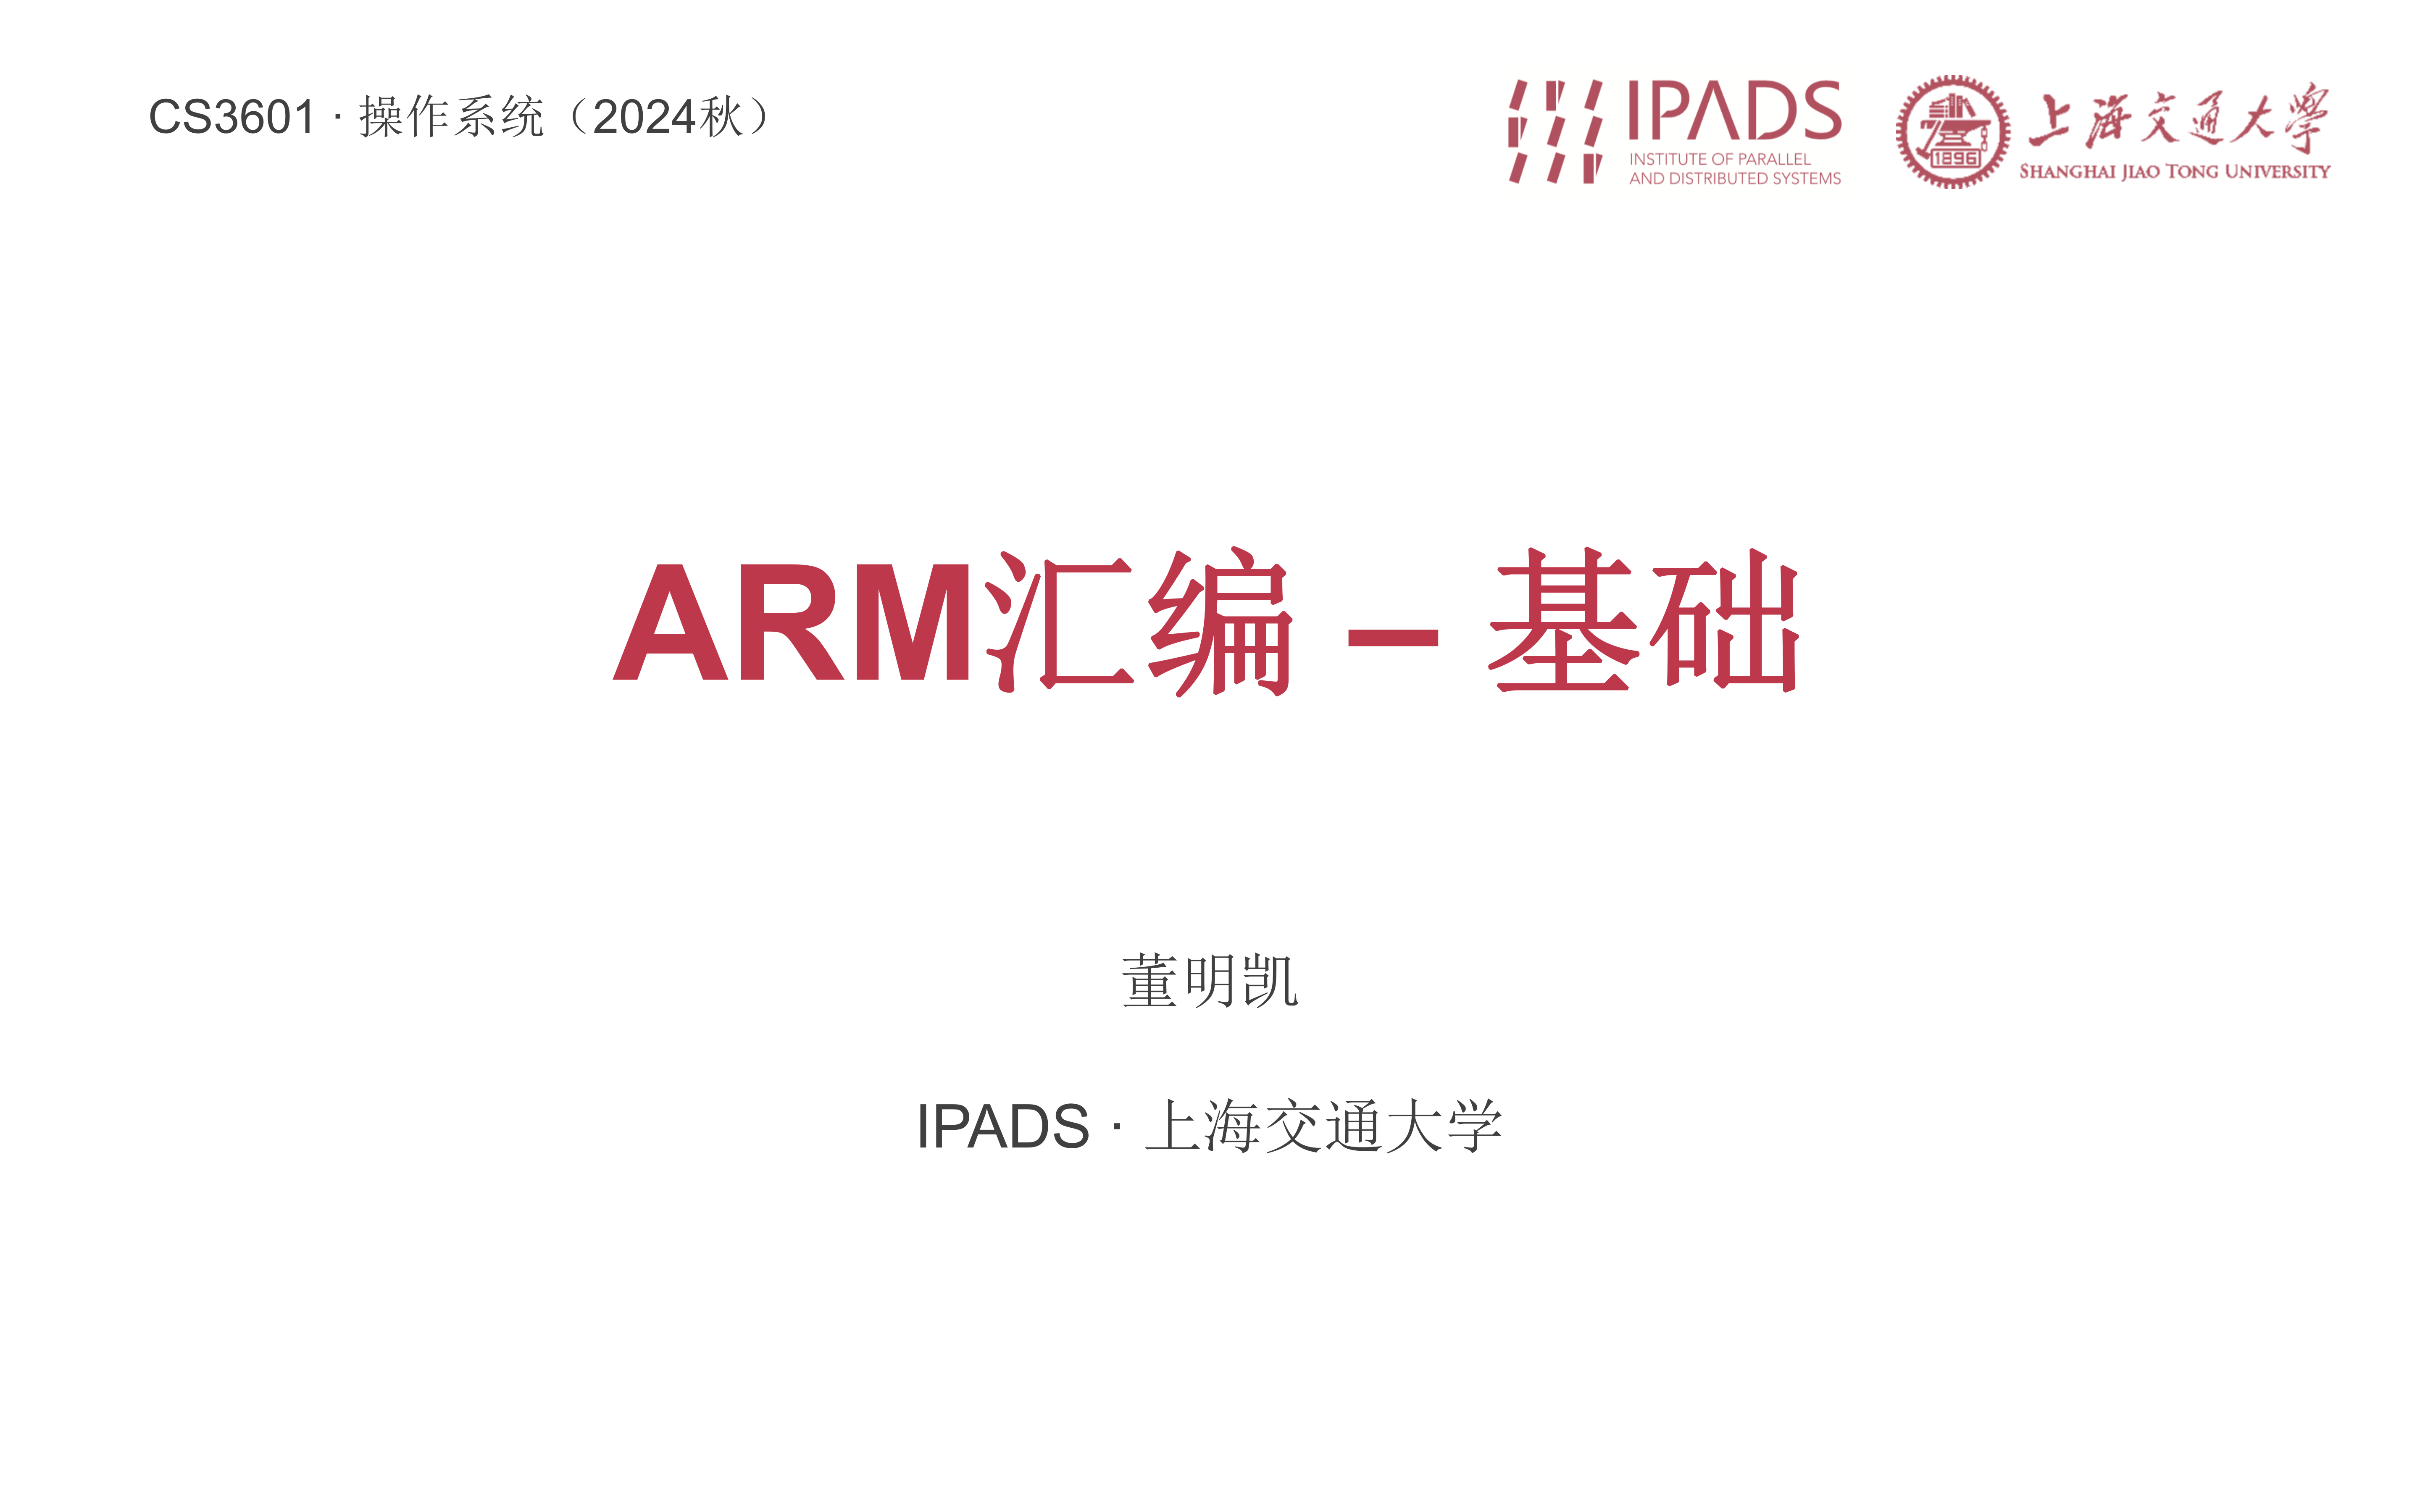 CS3601 · 操作系统（2024秋）
IPADS
INSTITUTE OF PARALLEL
AND DISTRIBUTED SYSTEMS
1896
上海交通大学
SHANGHAI JIAO TONG UNIVERSITY
ARM汇编 – 基础
董明凯
IPADS · 上海交通大学